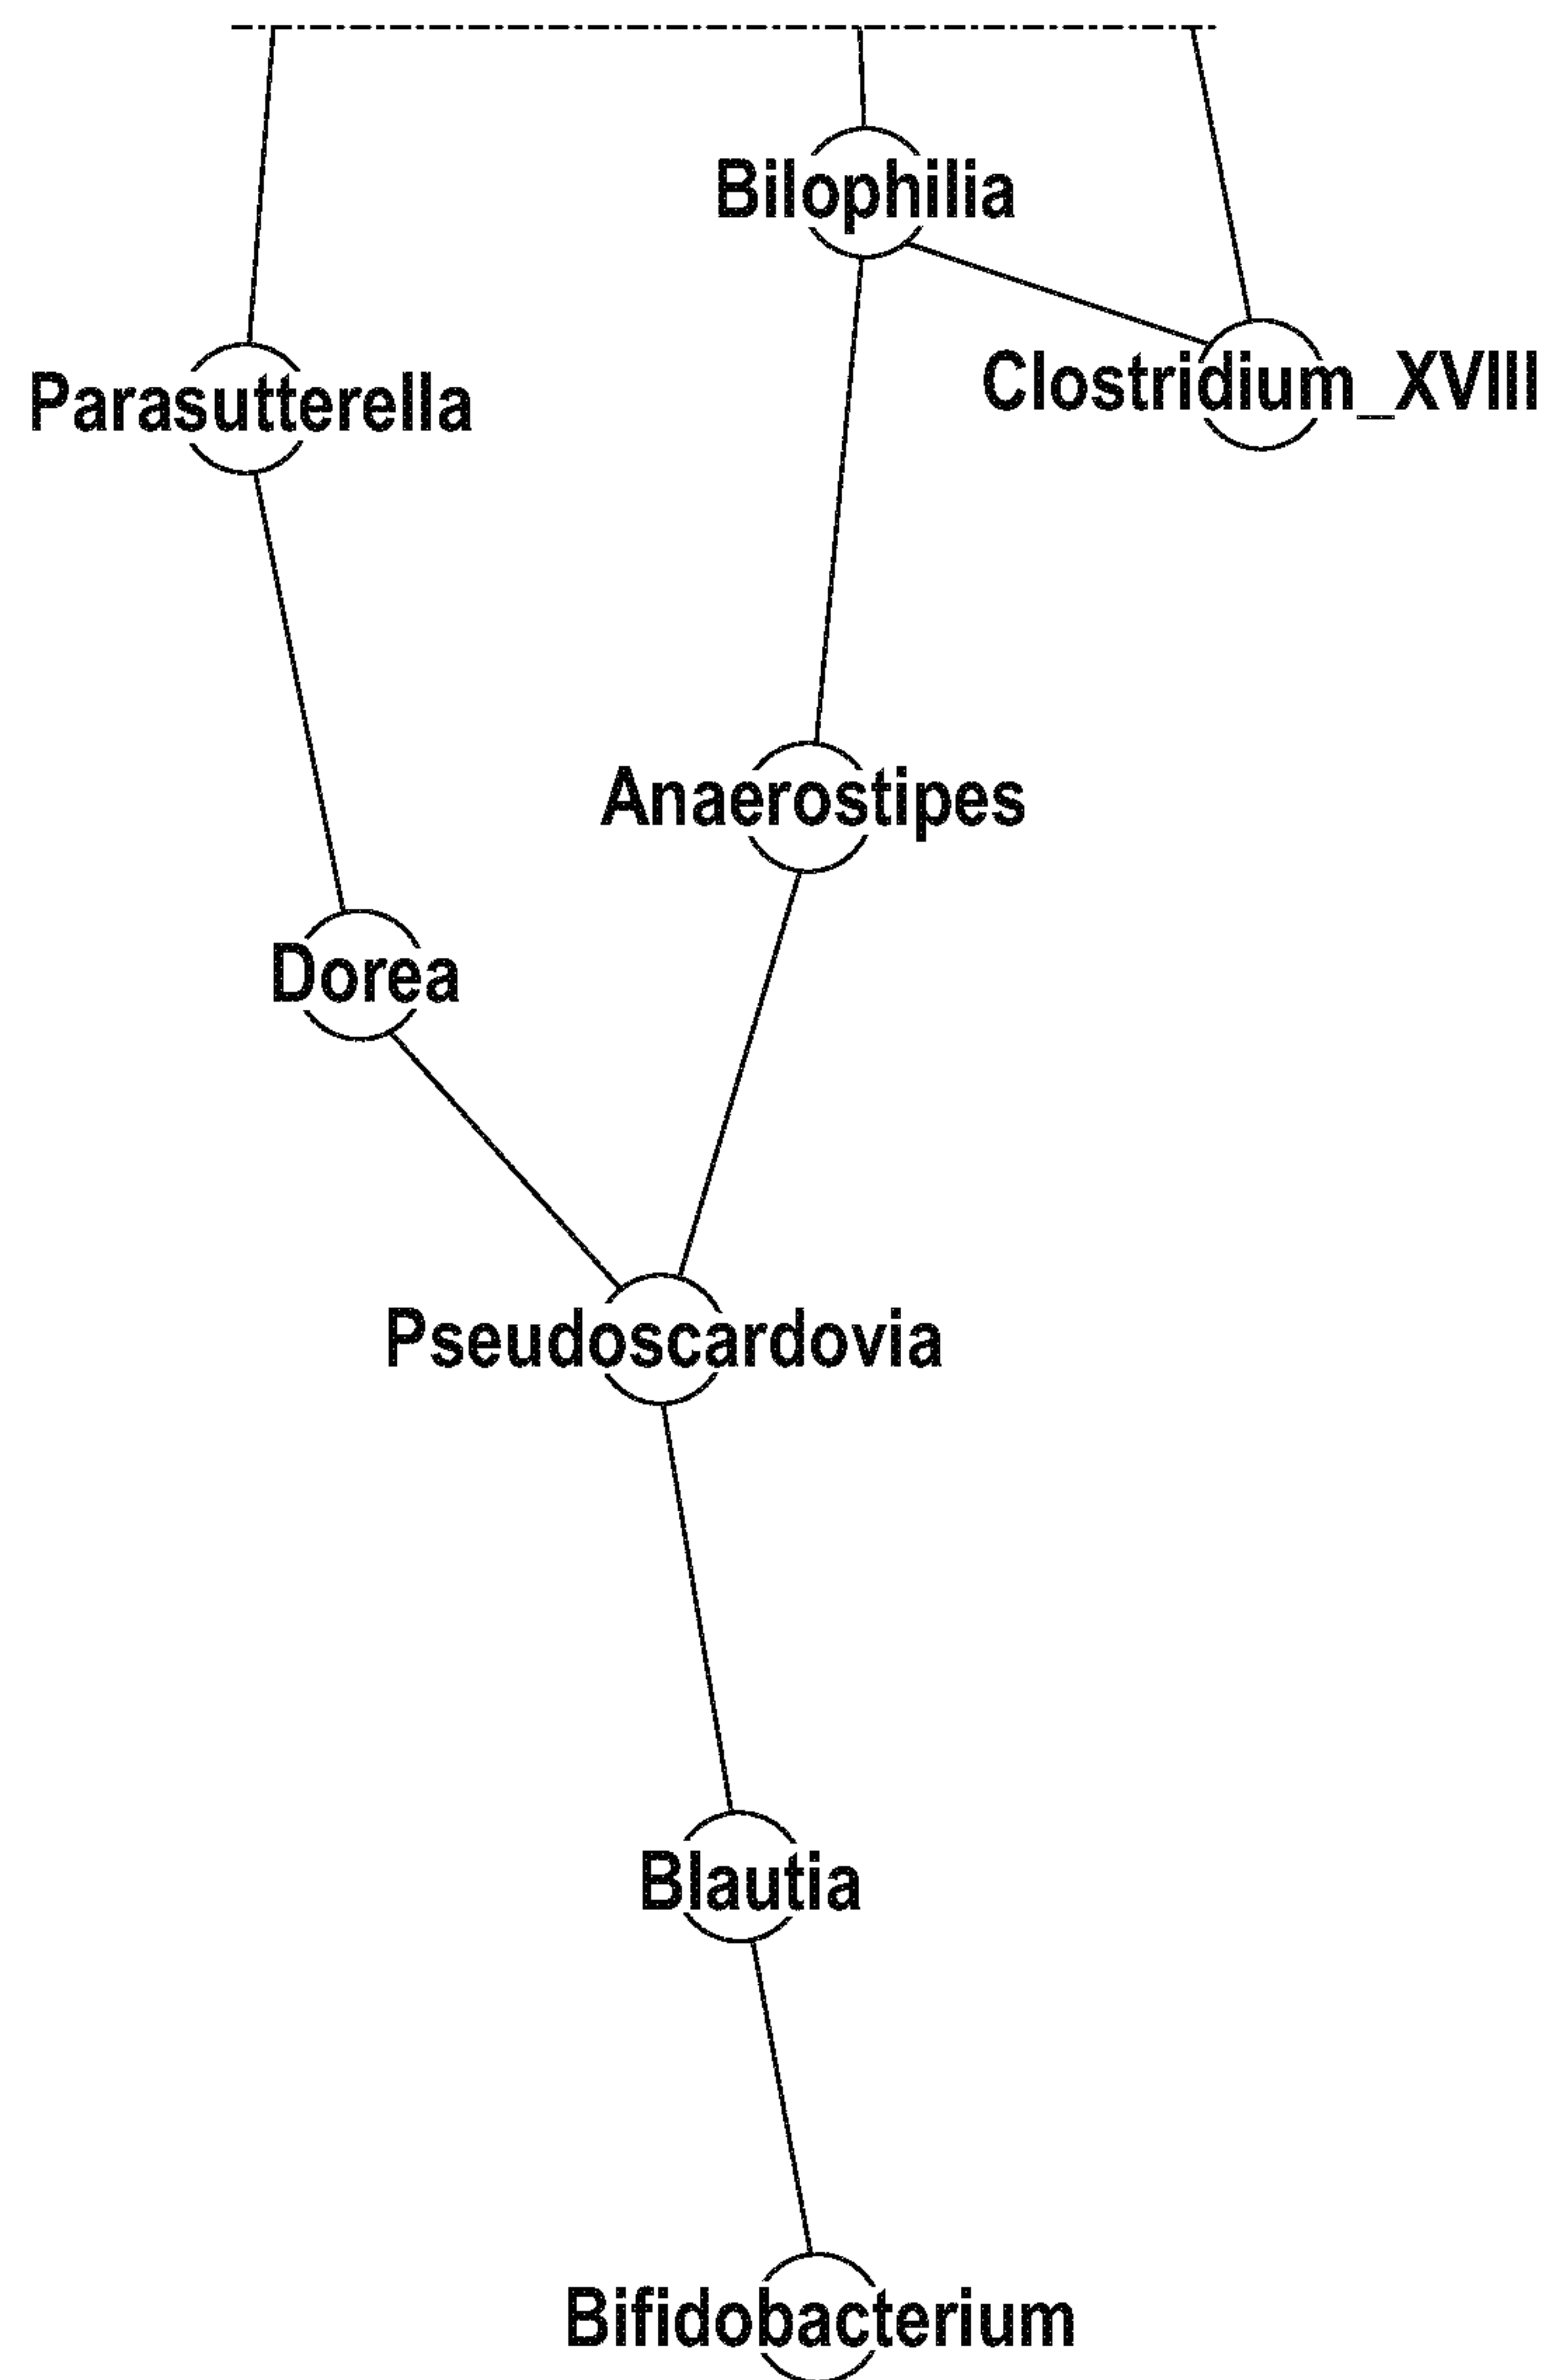 Bilophilia
Clostridium_XVIII
Parasutterella
Anaerostipes
Dorea
Pseudoscardovia
Blautia
Bifidobacterium